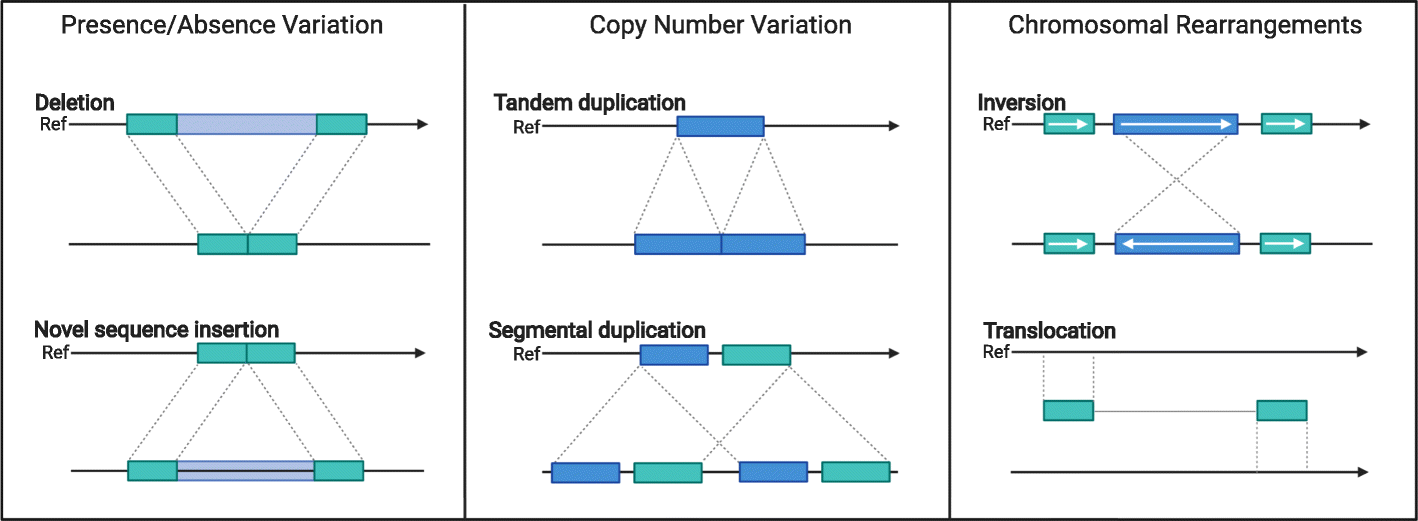 Presence/Absence Variation
Deletion
Ref
Novel sequence insertion
Ref
Copy Number Variation
Tandem duplication
Ref
Segmental duplication
Ref
Chromosomal Rearrangements
Inversion
Ref
Translocation
Ref